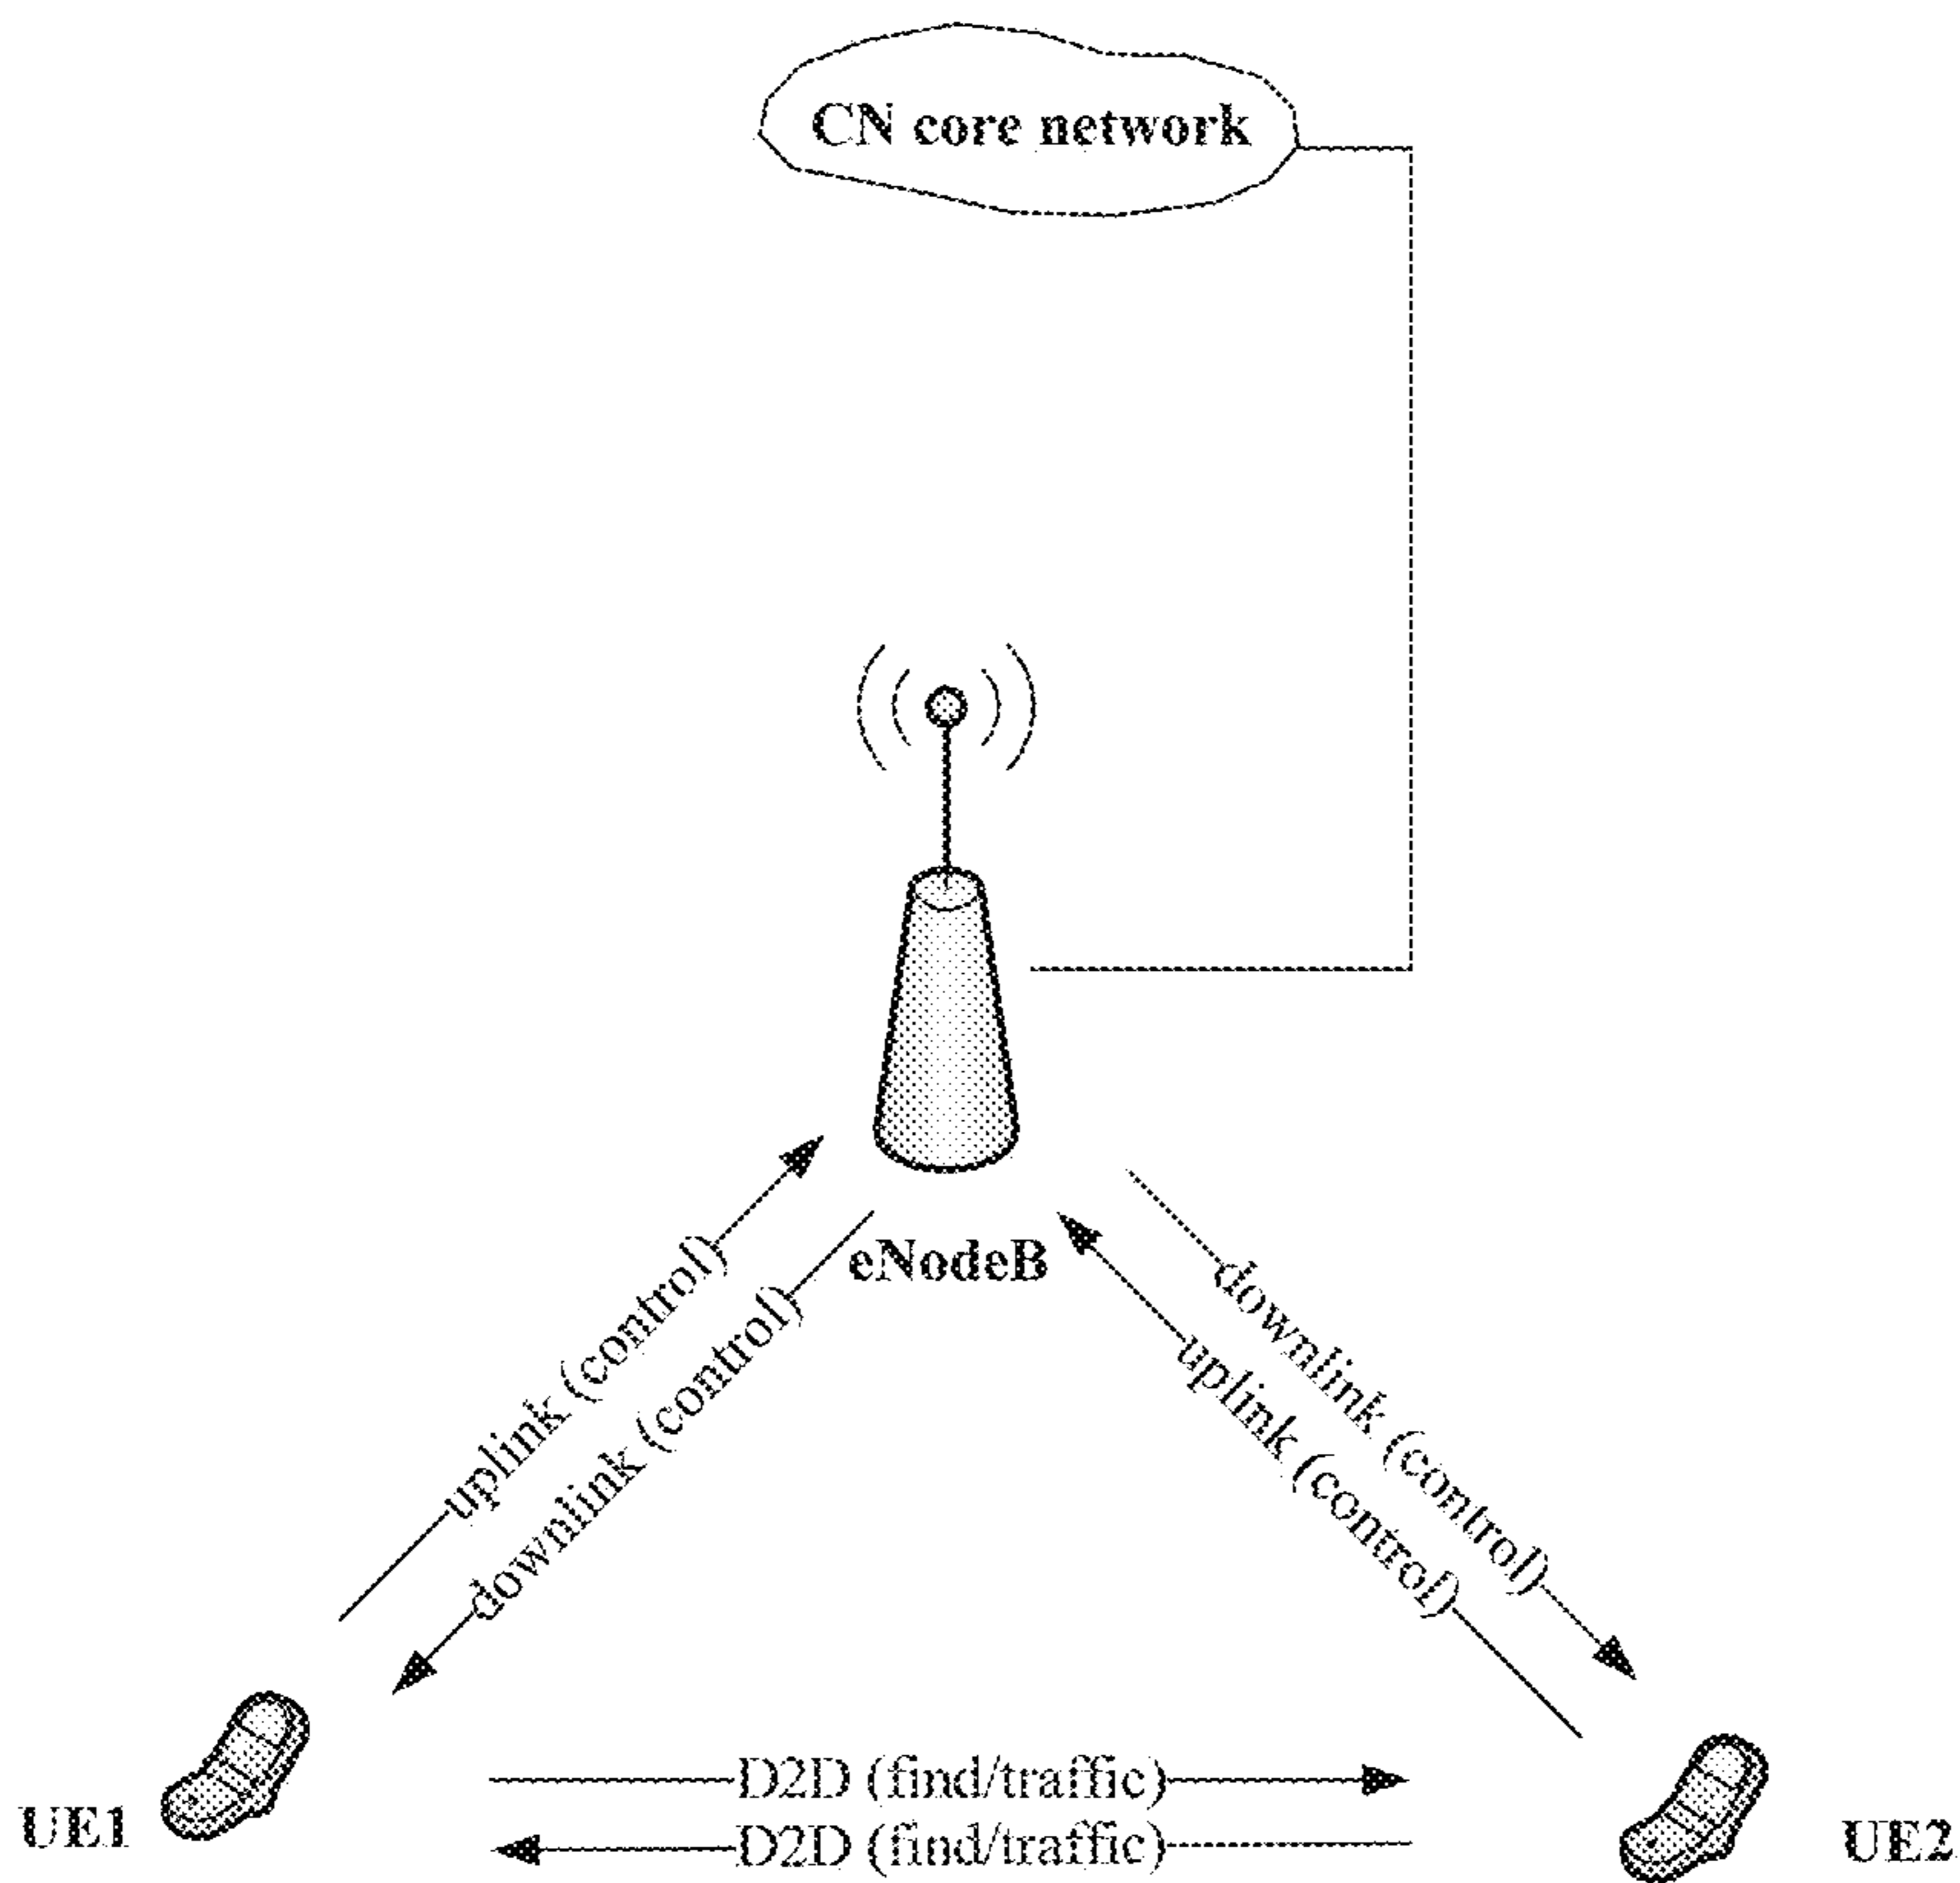 CN core network
eNodeB
uplink (control)
downlink (control)
downlink (control)
uplink (control)
UE1
D2D (find/traffic)
D2D (find/traffic)
UE2